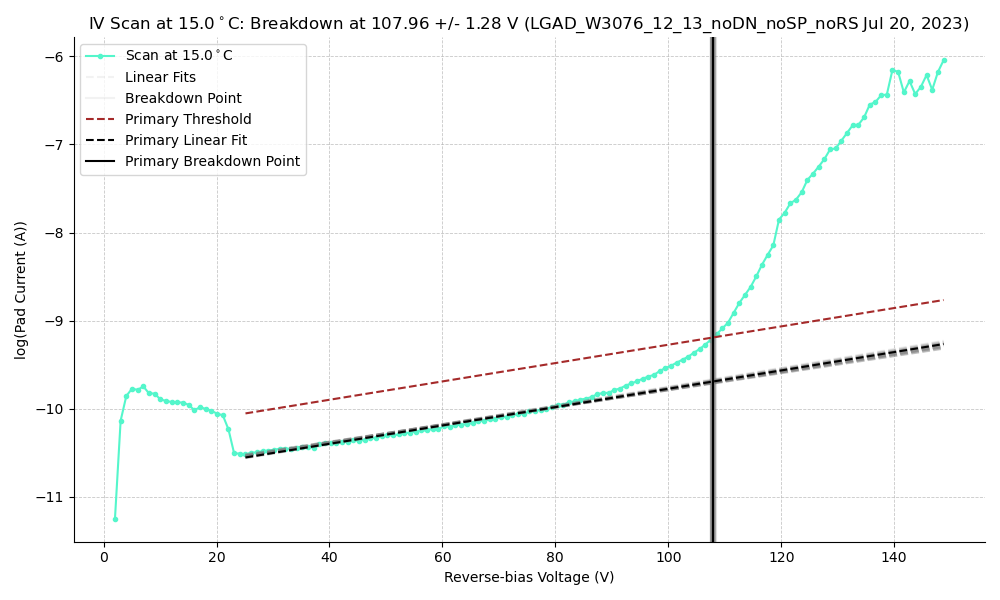 IV Scan at 15.0°C: Breakdown at 107.96 +/- 1.28 V (LGAD_W3076_12_13_noDN_noSP_noRS Jul 20, 2023)
Scan at 15.0°C
Linear Fits
Breakdown Point
Primary Threshold
Primary Linear Fit
Primary Breakdown Point
log(Pad Current (A))
−6
−7
−8
−9
−10
−11
0 20 40 60 80 100 120 140
Reverse-bias Voltage (V)